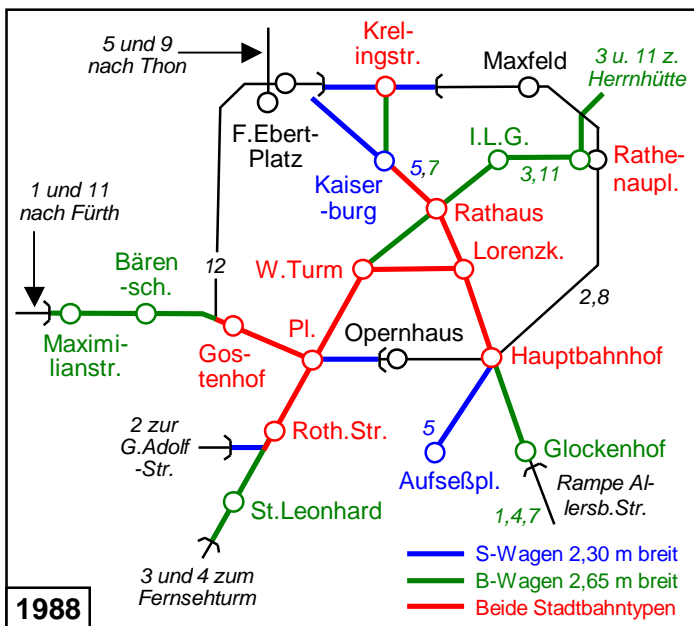 5 und 9
nach Thon
Krel-
ingstr.
Maxfeld
3 u. 11 z.
Herrnhütte
F.Ebert-
Platz
I.L.G.
Kaiser
-burg
5,7
3,11
Rathe-
naupl.
1 und 11
nach Fürth
Rathaus
Bären
-sch.
12
W.Turm
Lorenzk.
2,8
Maximi-
lianstr.
Gos-
tenhof
Pl.
Opernhaus
Hauptbahnhof
2 zur
G.Adolf
-Str.
Roth.Str.
5
Aufseßpl.
Glockenhof
Rampe Al-
lersb.Str.
St.Leonhard
1,4,7
3 und 4 zum
Fernsehturm
S-Wagen 2,30 m breit
B-Wagen 2,65 m breit
Beide Stadtbahntypen
1988